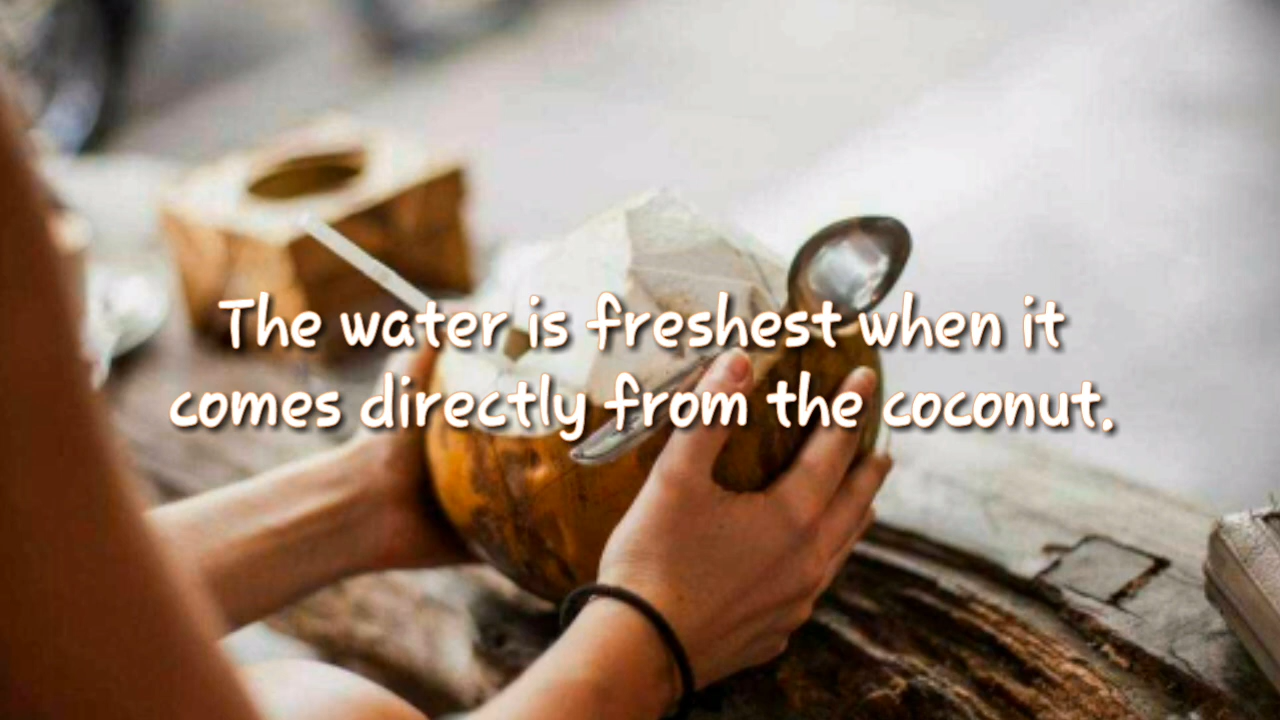 The water is freshest when it
comes directly from the coconut.